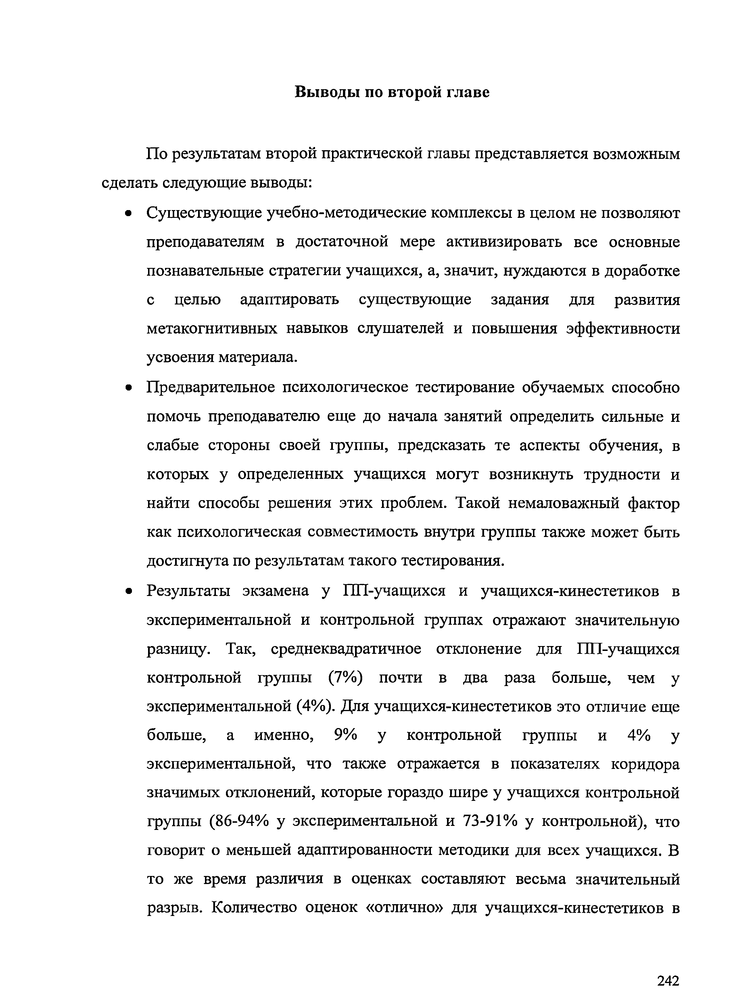 Выводы по второй главе
По результатам второй практической главы представляется возможным
сделать следующие выводы:
• Существующие учебно-методические комплексы в целом не позволяют
преподавателям в достаточной мере активизировать все основные
познавательные стратегии учащихся, а, значит, нуждаются в доработке
с целью адаптировать существующие задания для развития
метакогнитивных навыков слушателей и повышения эффективности
усвоения материала.
• Предварительное психологическое тестирование обучаемых способно
помочь преподавателю еще до начала занятий определить сильные и
слабые стороны своей группы, предсказать те аспекты обучения, в
которых у определенных учащихся могут возникнуть трудности и
найти способы решения этих проблем. Такой немаловажный фактор
как психологическая совместимость внутри группы также может быть
достигнута по результатам такого тестирования.
• Результаты экзамена у ПП-учащихся и учащихся-кинестетиков в
экспериментальной и контрольной группах отражают значительную
разницу. Так, среднеквадратичное отклонение для ПП-учащихся
контрольной группы (7%) почти в два раза больше, чем у
экспериментальной (4%). Для учащихся-кинестетиков это отличие еще
больше, а именно, 9% у контрольной группы и 4% у
экспериментальной, что также отражается в показателях коридора
значимых отклонений, которые гораздо шире у учащихся контрольной
группы (86-94% у экспериментальной и 73-91% у контрольной), что
говорит о меньшей адаптированности методики для всех учащихся. В
то же время различия в оценках составляют весьма значительный
разрыв. Количество оценок «отлично» для учащихся-кинестетиков в
242